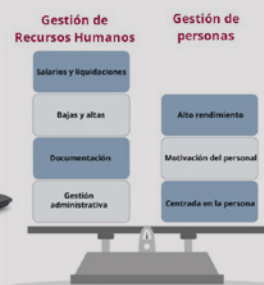 Gestión de
Recursos Humanos
Salarios y liquidaciones
Bajas y altas
Documentación
Gestión
administrativa
Gestión de
personas
Alto rendimiento
Motivación del personal
Centrada en la persona